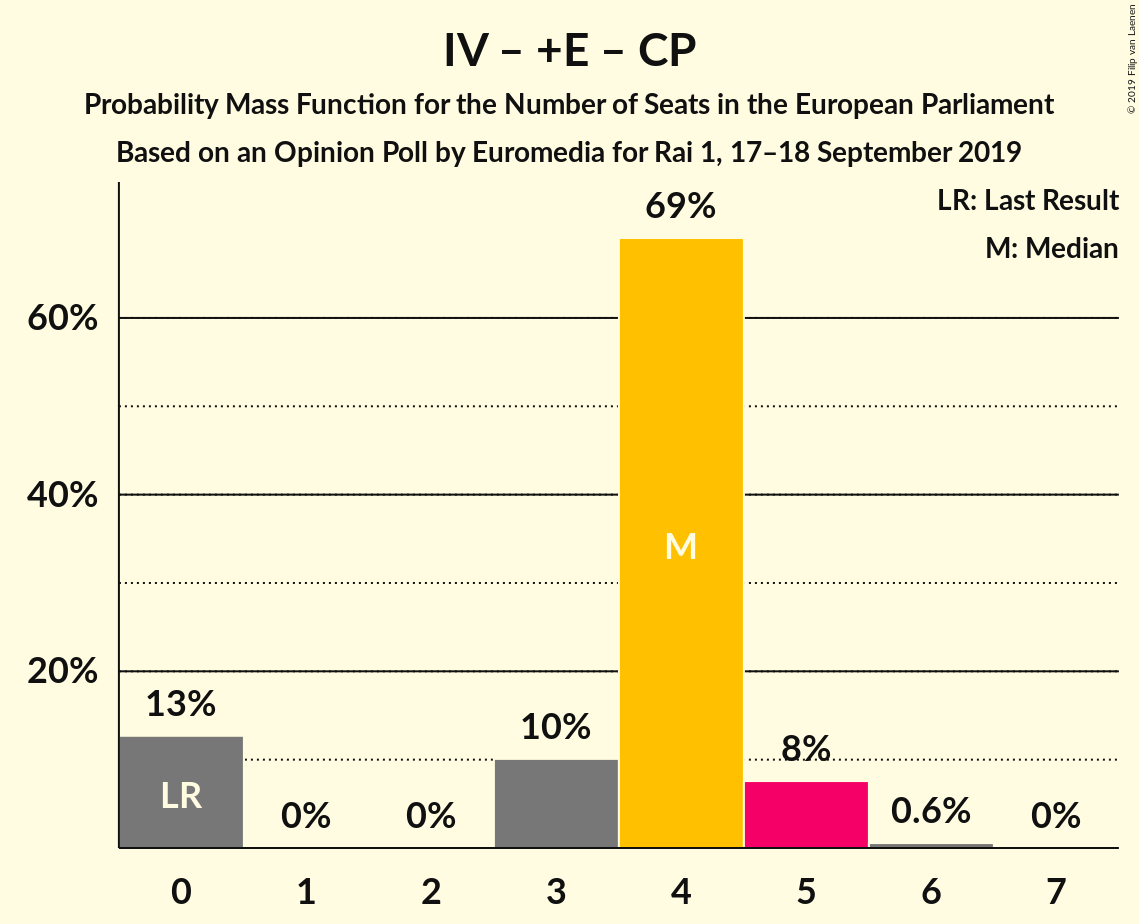 IV – +E – CP
Probability Mass Function for the Number of Seats in the European Parliament
Based on an Opinion Poll by Euromedia for Rai 1, 17–18 September 2019
© 2019 Filip van Laenen
LR: Last Result
M: Median
69%
60%
40%
M
20%
13%
10%
8%
LR
0%
0%
0.6%
0%
0 1 2 3 4 5 6 7